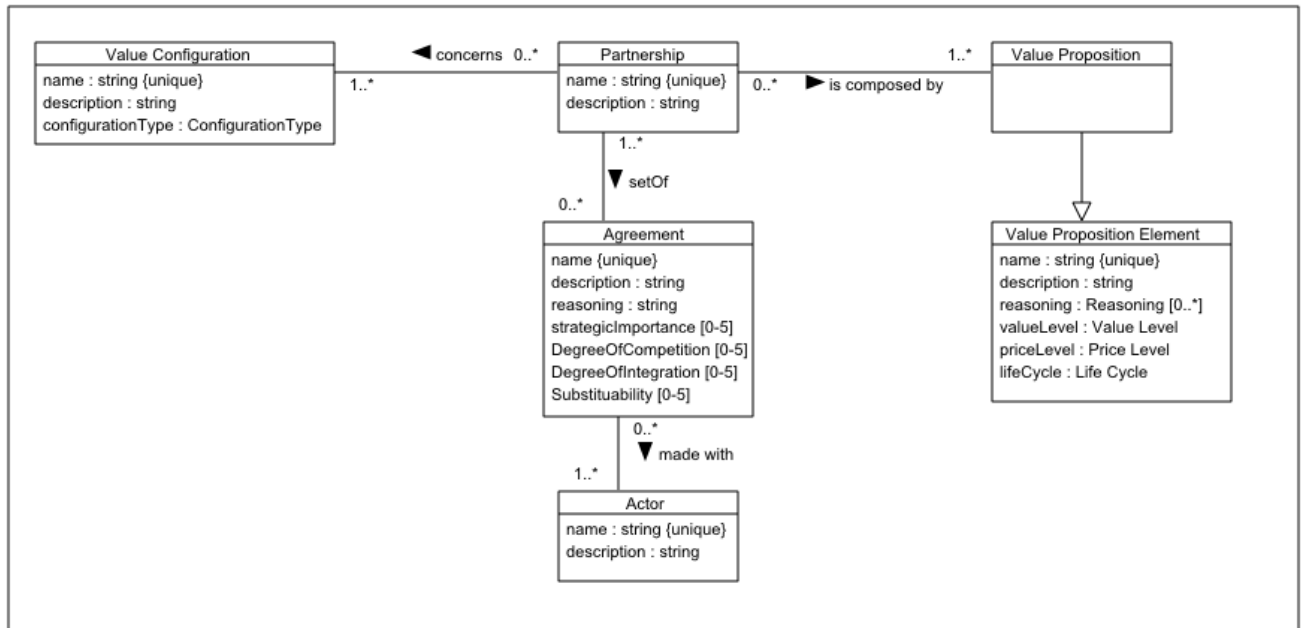 Value Configuration
name : string {unique}
description : string
configurationType : ConfigurationType
concerns 0..*
1..*
Partnership
name : string {unique}
description : string
1..*
0..*
is composed by
Value Proposition
1..*
setOf
0..*
Agreement
name {unique}
description : string
reasoning : string
strategicImportance [0-5]
DegreeOfCompetition [0-5]
DegreeOfIntegration [0-5]
Substituability [0-5]
Value Proposition Element
name : string {unique}
description : string
reasoning : Reasoning [0..*]
valueLevel : Value Level
priceLevel : Price Level
lifeCycle : Life Cycle
0..*
made with
1..*
Actor
name : string {unique}
description : string